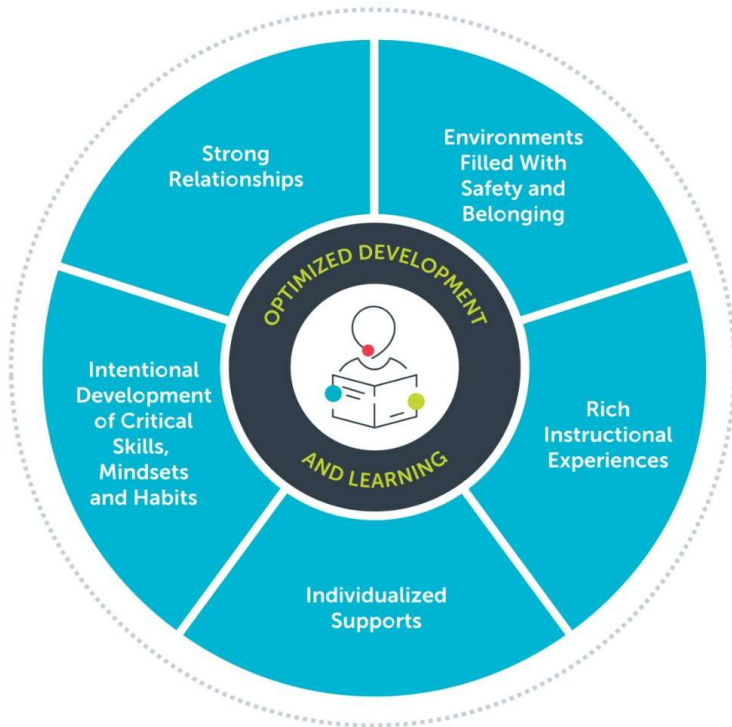 Strong
Relationships
Environments
Filled With
Safety and
Belonging
OPTIMIZED DEVELOPMENT
AND LEARNING
Intentional
Development
of Critical
Skills,
Mindsets
and Habits
Rich
Instructional
Experiences
Individualized
Supports